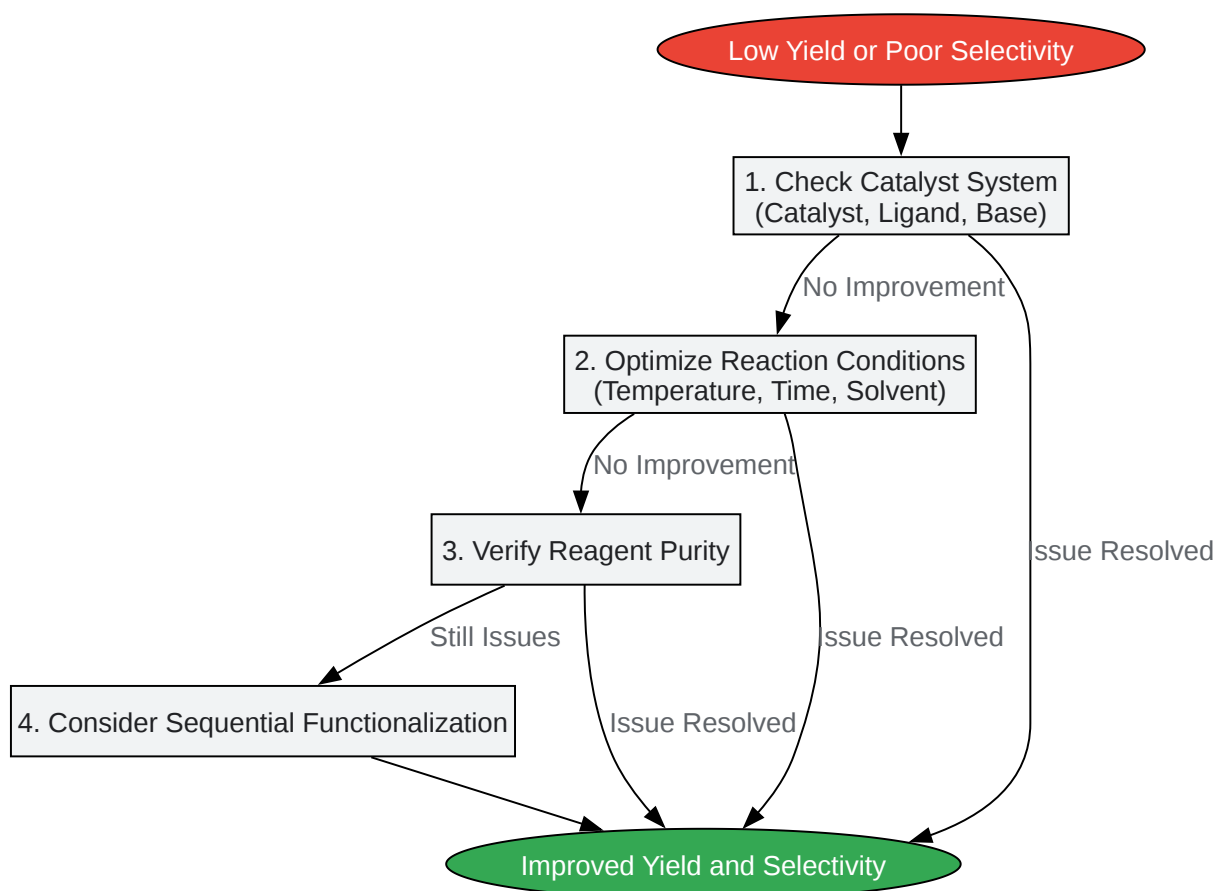 Low Yield or Poor Selectivity
1. Check Catalyst System
(Catalyst, Ligand, Base)
No Improvement
2. Optimize Reaction Conditions
(Temperature, Time, Solvent)
No Improvement
3. Verify Reagent Purity
Issue Resolved
Still Issues
Issue Resolved
4. Consider Sequential Functionalization
Issue Resolved
Improved Yield and Selectivity